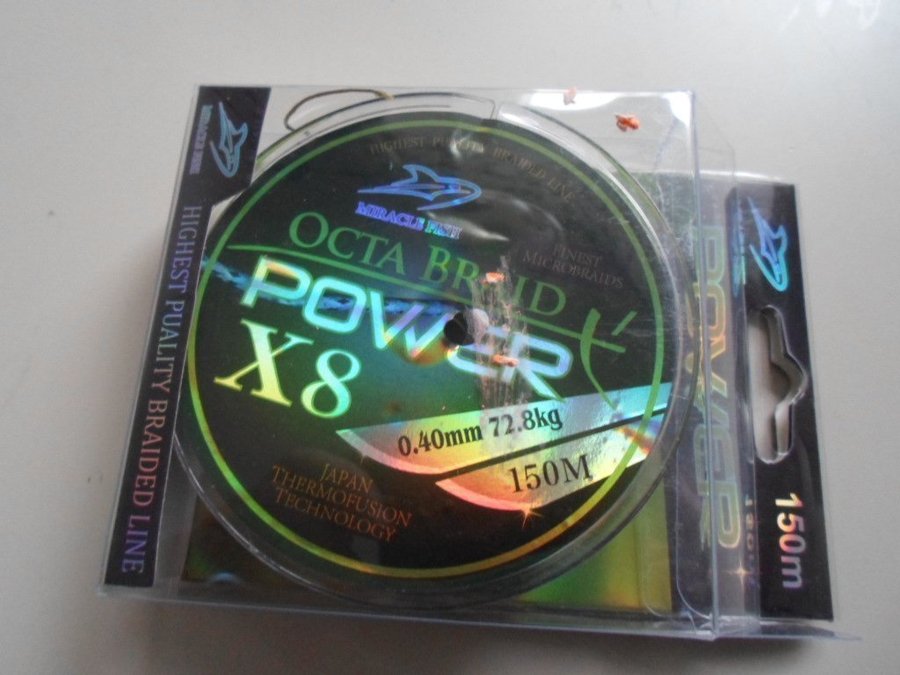 MIRACLE FISH
HIGHEST PUALITY BRAIDED LINE
HIGHEST PUALITY BRAIDED LINE
MIRACLE FISH
OCTA BRAID
FINEST
MICROBRAIDS
POWER
X8
0.40mm 72.8kg
150M
JAPAN
THERMOFUSION
TECHNOLOGY
POWER
150m